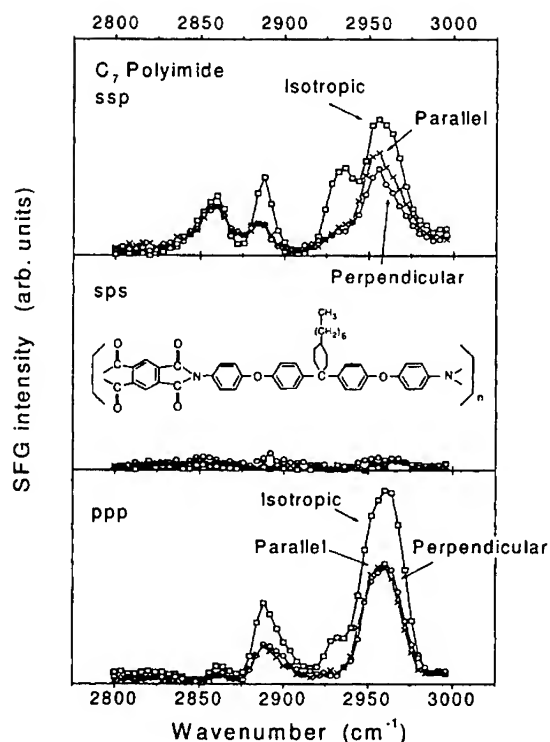 2800 2850 2900 2950 3000
C7 Polyimide
ssp
Isotropic
Parallel
Perpendicular
sps
CH3
(CH2)6
O O
C C
N O C O N
C C
O O
n
ppp
Isotropic
Parallel
Perpendicular
2800 2850 2900 2950 3000
Wavenumber (cm-1)
SFG intensity (arb. units)